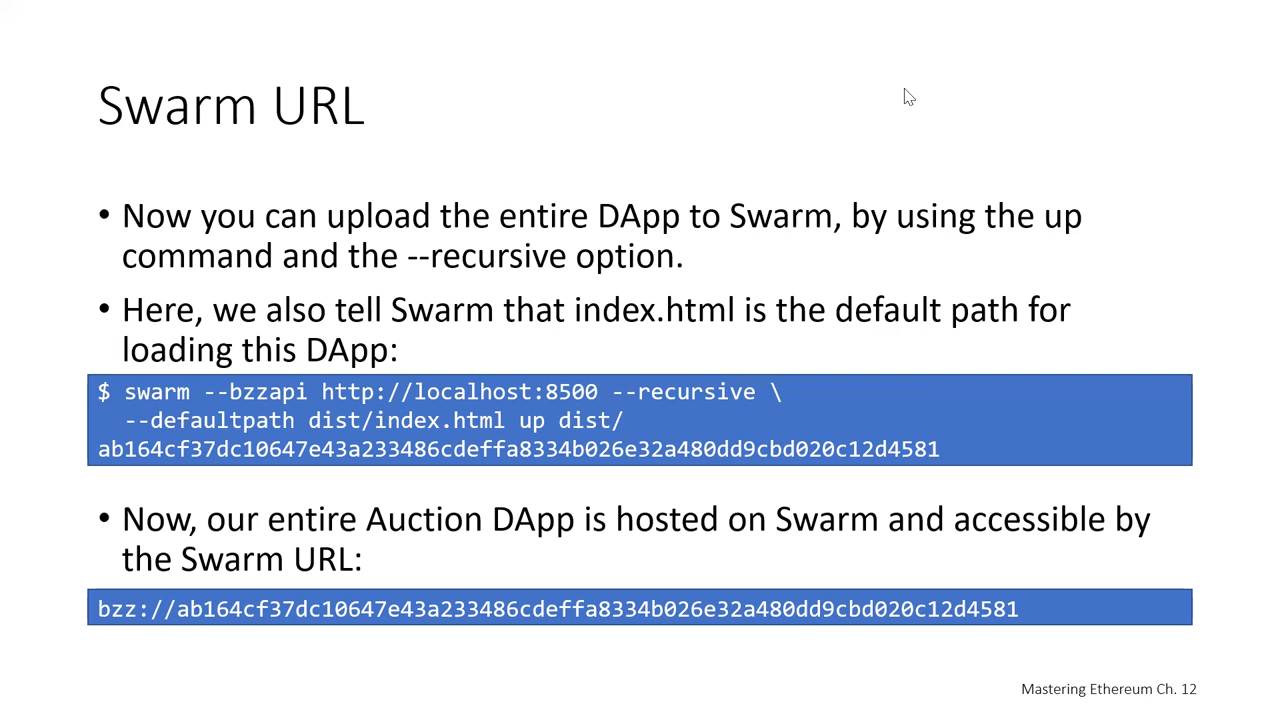 Swarm URL
• Now you can upload the entire DApp to Swarm, by using the up
command and the --recursive option.
• Here, we also tell Swarm that index.html is the default path for
loading this DApp:
$ swarm --bzzapi http://localhost:8500 --recursive \
--defaultpath dist/index.html up dist/
ab164cf37dc10647e43a233486cdeffa8334b026e32a480dd9cbd020c12d4581
• Now, our entire Auction DApp is hosted on Swarm and accessible by
the Swarm URL:
bzz://ab164cf37dc10647e43a233486cdeffa8334b026e32a480dd9cbd020c12d4581
Mastering Ethereum Ch. 12